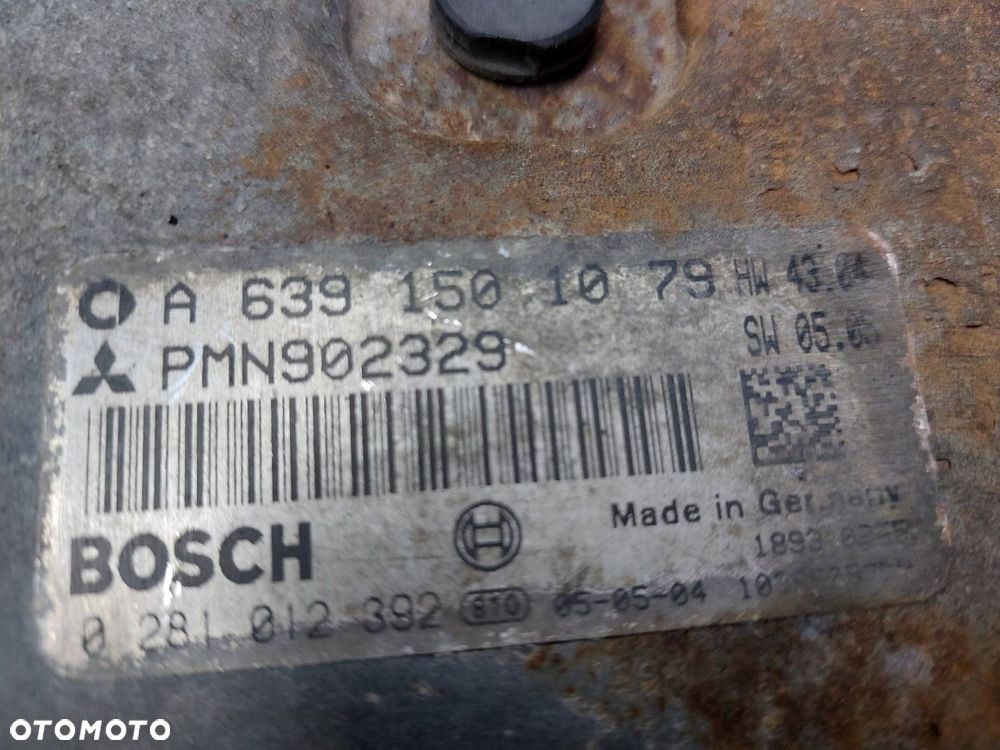 A 639 150 10 79 HW 43.04
PMN902329 SW 05.05
BOSCH Made in Germany
0 281 012 392 810 05-05-04
OTOMOTO